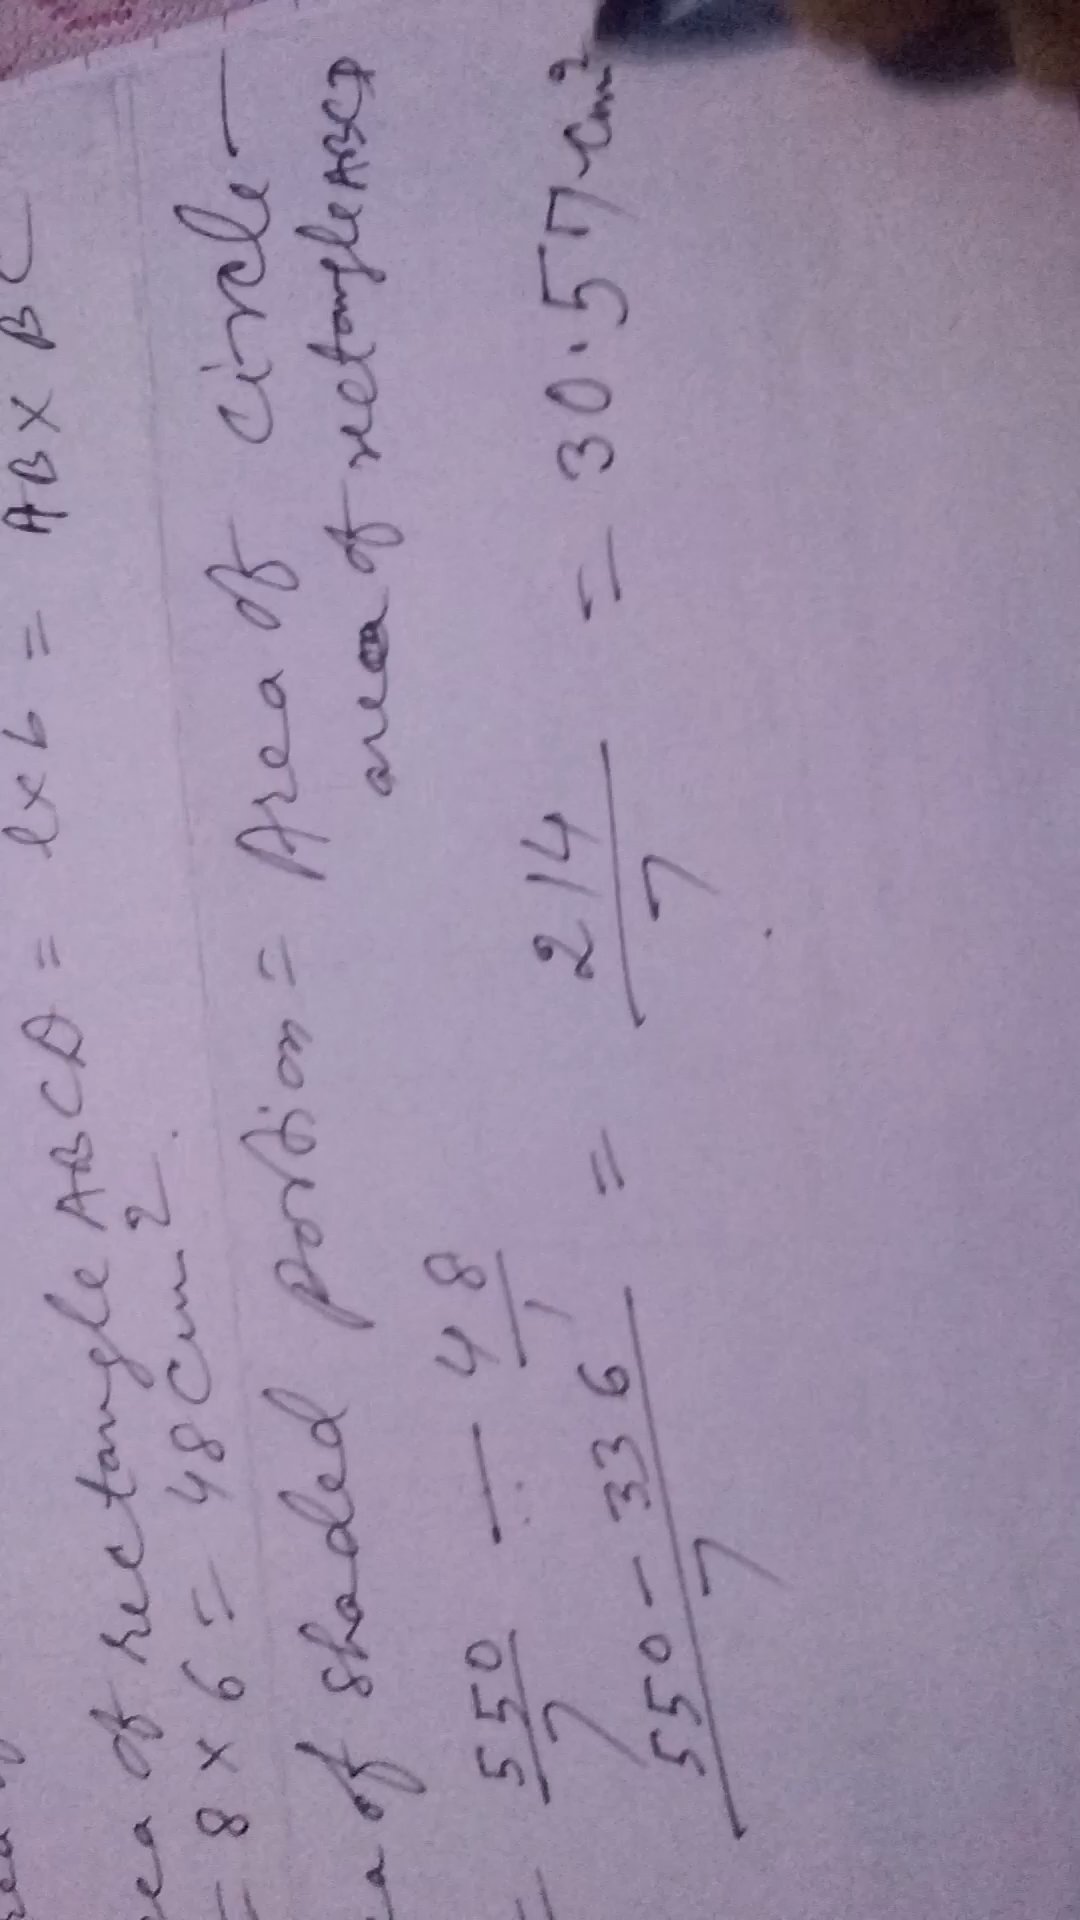 ea of rectangle ABCD = l x b = AB X BC
= 8 x 6 = 48 Cm2.
a of shaded portion = Area of circle –
area of rectangle ABCD
= 550/7 – 48/1
550 – 336/7 = 214/7 = 30.57 cm2